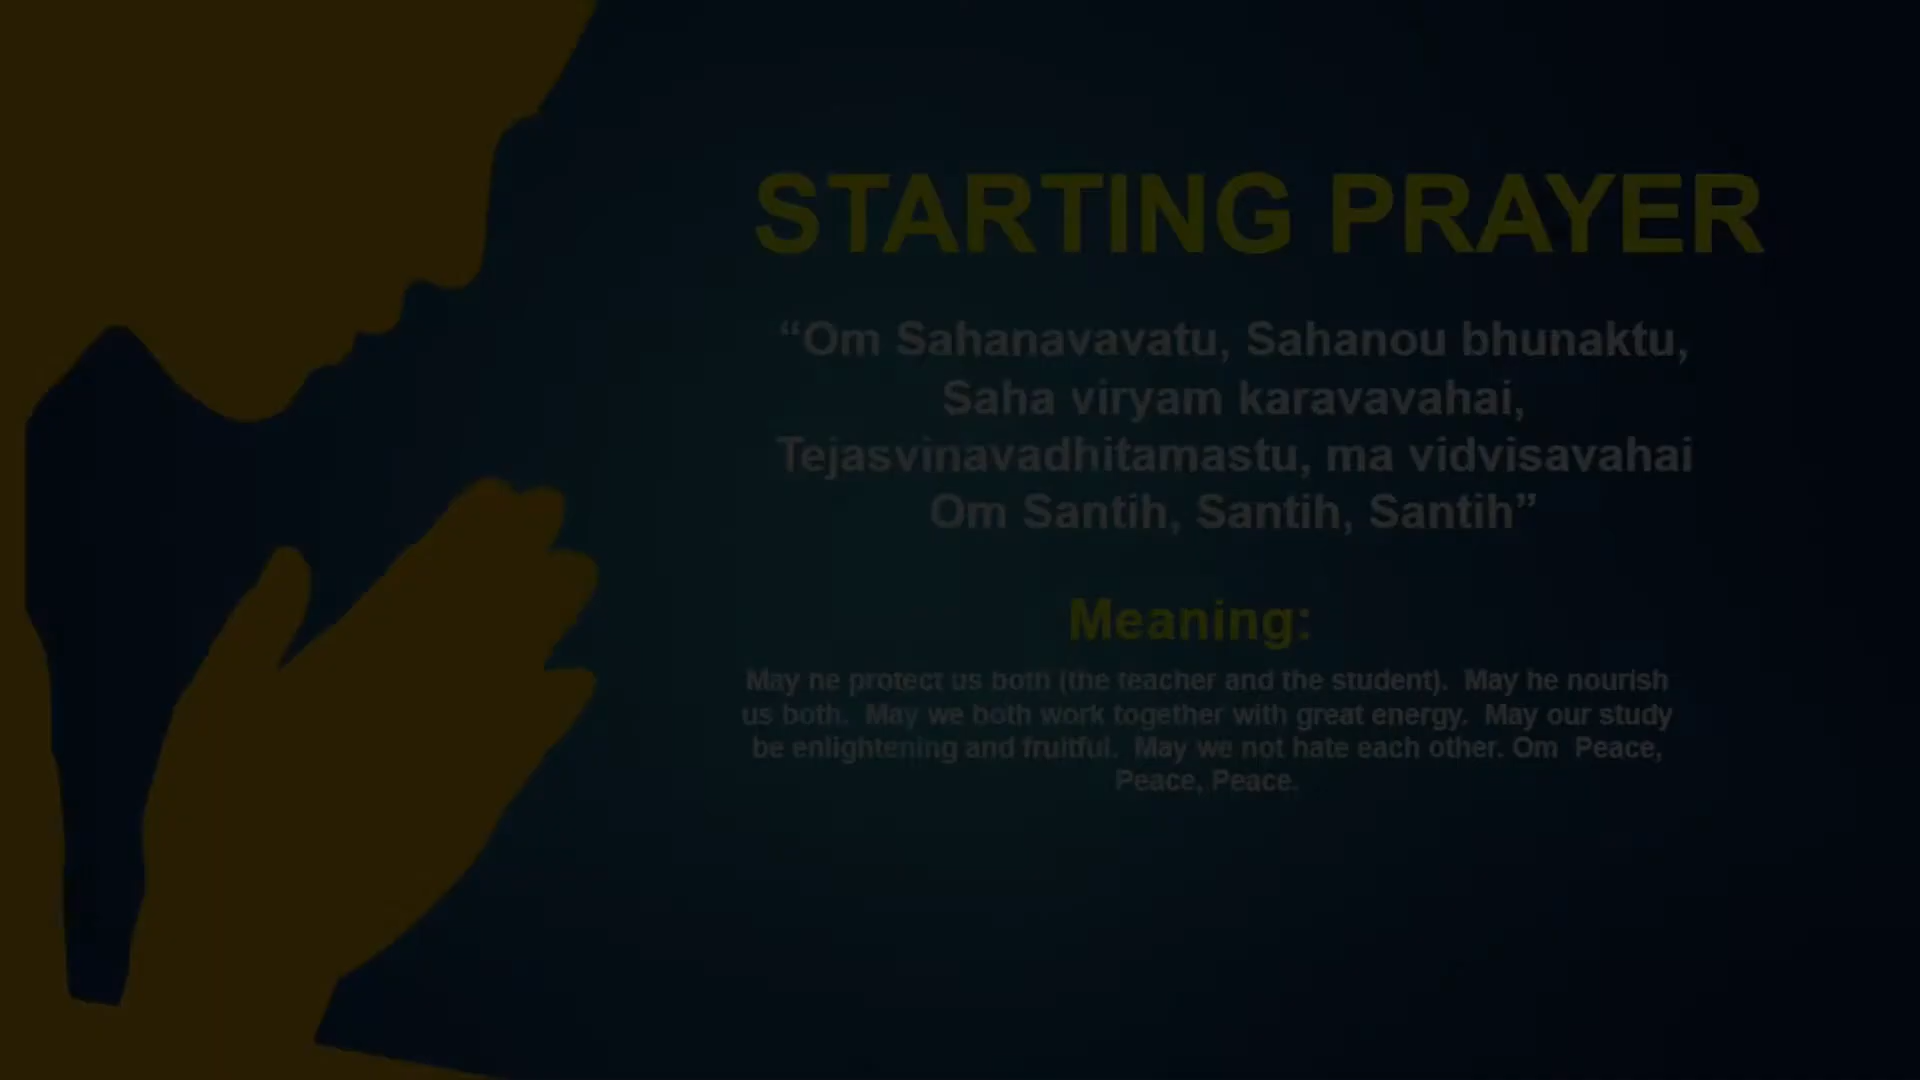 STARTING PRAYER
“Om Sahanavavatu, Sahanou bhunaktu,
Saha viryam karavavahai,
Tejasvinavadhitamastu, ma vidvisavahai
Om Santih, Santih, Santih”
Meaning:
May ne protect us both (the teacher and the student).  May he nourish
us both.  May we both work together with great energy.  May our study
be enlightening and fruitful.  May we not hate each other. Om  Peace,
Peace, Peace.